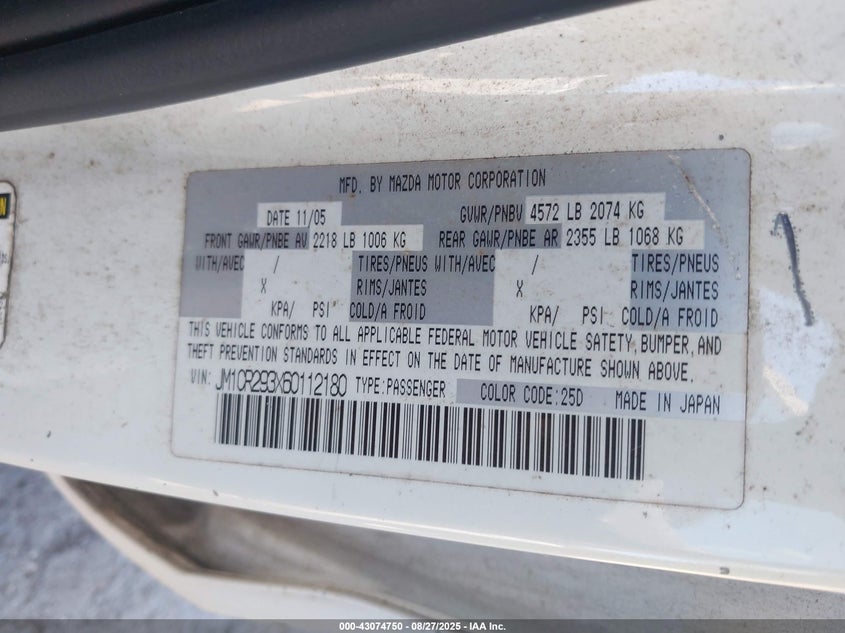 MFD. BY MAZDA MOTOR CORPORATION
DATE 11/05 GVWR/PNBV 4572 LB 2074 KG
FRONT GAWR/PNBE AV 2218 LB 1006 KG REAR GAWR/PNBE AR 2355 LB 1068 KG
WITH/AVEC / TIRES/PNEUS WITH/AVEC / TIRES/PNEUS
X RIMS/JANTES X RIMS/JANTES
KPA/ PSI COLD/A FROID KPA/ PSI COLD/A FROID
THIS VEHICLE CONFORMS TO ALL APPLICABLE FEDERAL MOTOR VEHICLE SAFETY, BUMPER, AND
THEFT PREVENTION STANDARDS IN EFFECT ON THE DATE OF MANUFACTURE SHOWN ABOVE.
VIN: JM1CR293X60112180 TYPE:PASSENGER COLOR CODE:25D MADE IN JAPAN
000-43074750 | 08/27/2025 | IAA Inc.